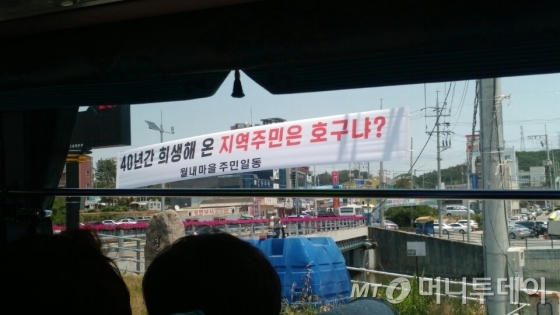 40년간 희생해 온 지역주민은 호구냐?
월내마을 주민일동
MT 머니투데이